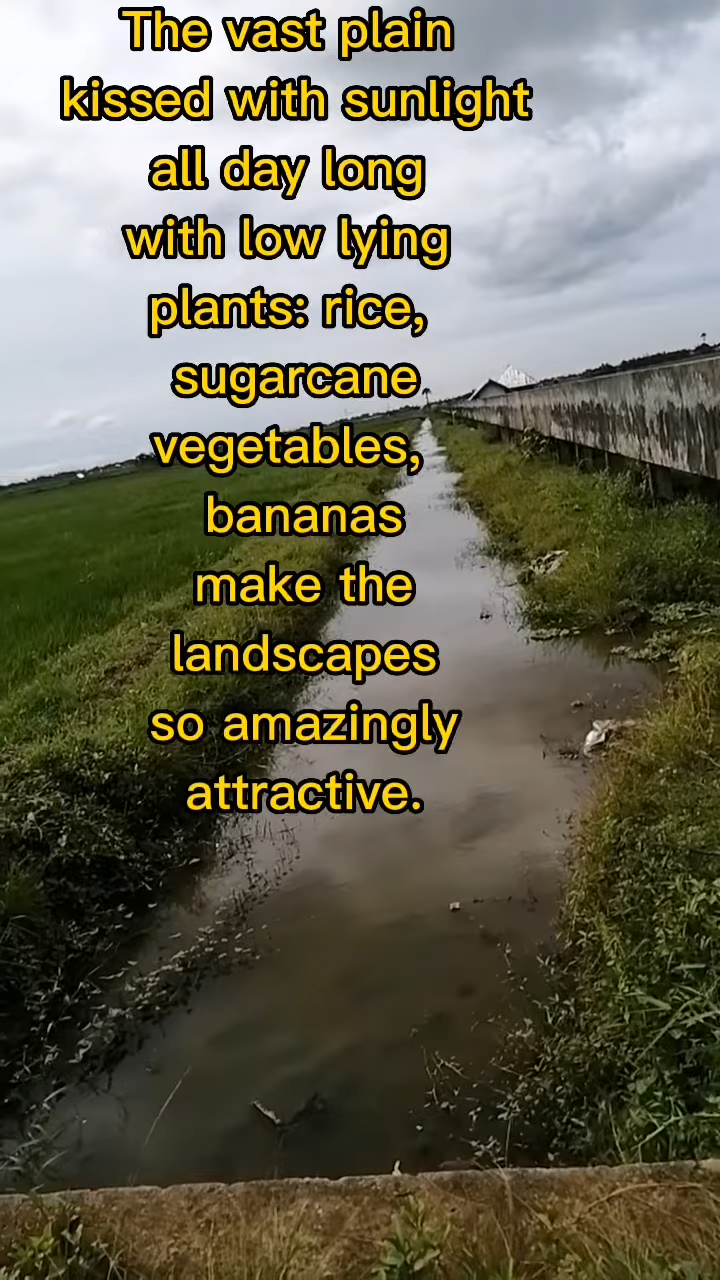 The vast plain
kissed with sunlight
all day long
with low lying
plants: rice,
sugarcane
vegetables,
bananas
make the
landscapes
so amazingly
attractive.